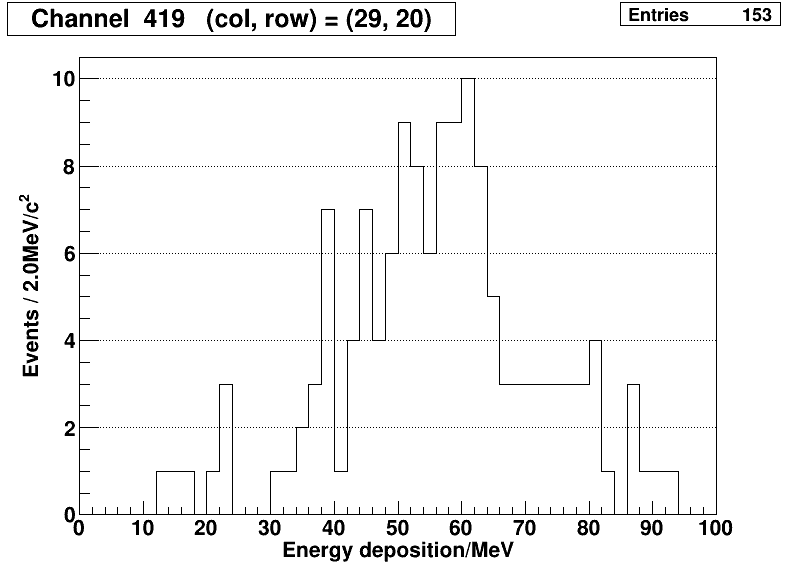 Channel 419 (col, row) = (29, 20)
Entries 153
Events / 2.0MeV/c²
10
8
6
4
2
0
0 10 20 30 40 50 60 70 80 90 100
Energy deposition/MeV